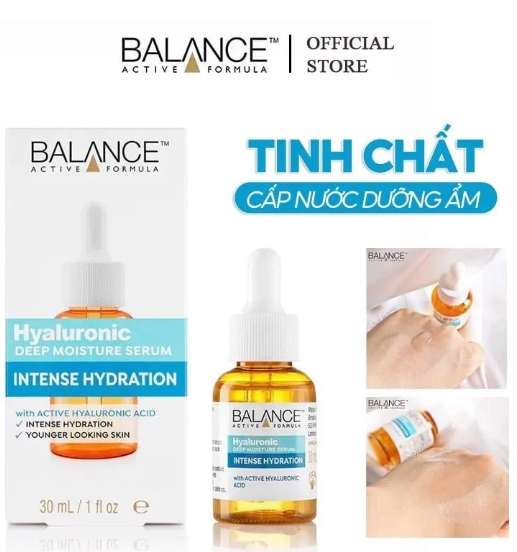 BALANCE™
ACTIVE FORMULA
OFFICIAL
STORE
BALANCE™
ACTIVE FORMULA
Hyaluronic
DEEP MOISTURE SERUM
INTENSE HYDRATION
with ACTIVE HYALURONIC ACID
✓ INTENSE HYDRATION
✓ YOUNGER LOOKING SKIN
30 mL / 1 fl oz e
TINH CHẤT
CẤP NƯỚC DƯỠNG ẨM
BALANCE
ACTIVE FORMULA
Hyaluronic
DEEP MOISTURE SERUM
INTENSE HYDRATION
with ACTIVE HYALURONIC
ACID
BALANCE
ACTIVE FORMULA
BALANCE
ACTIVE FORMULA